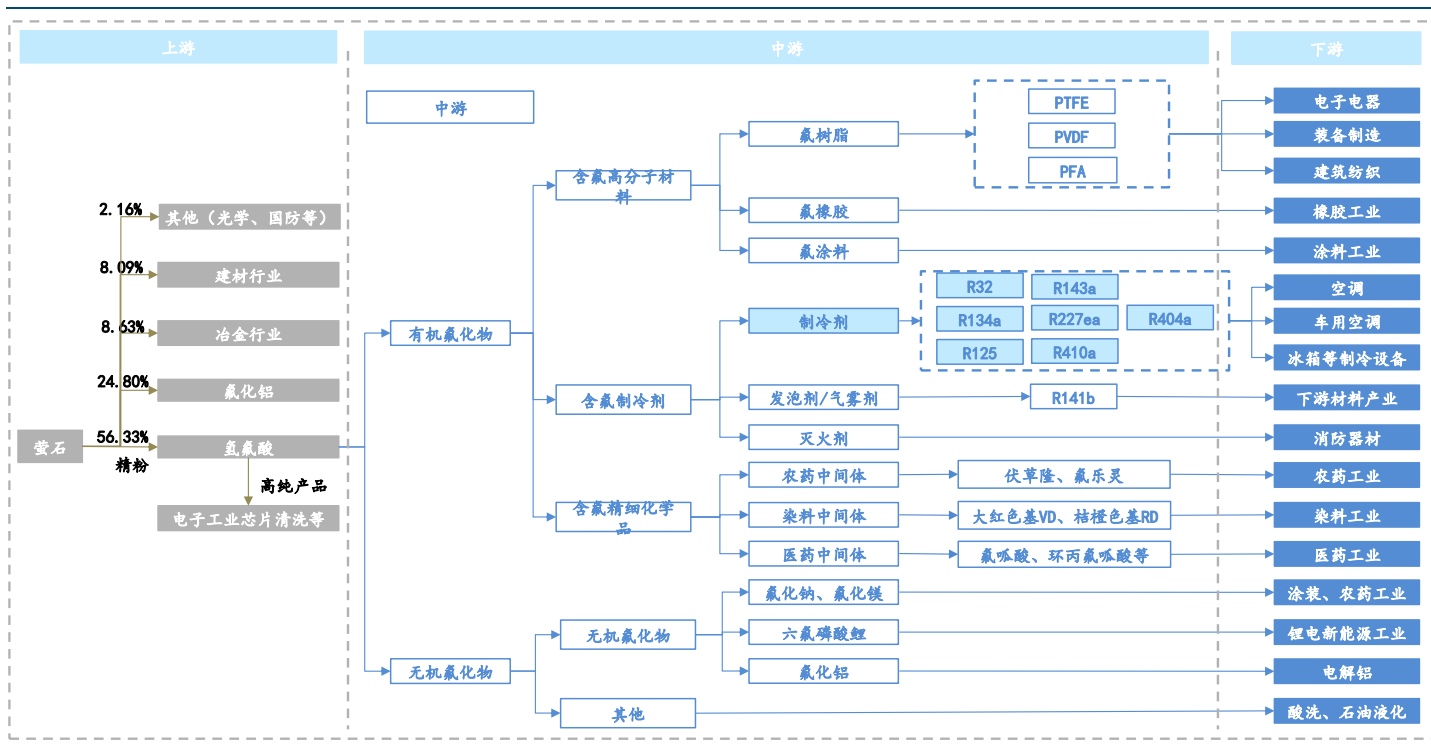 上游
中游
下游
中游
萤石
2.16%
其他（光学、国防等）
8.09%
建材行业
8.63%
冶金行业
24.80%
氟化铝
56.33%
精粉
氢氟酸
高纯产品
电子工业芯片清洗等
有机氟化物
无机氟化物
含氟高分子材
料
含氟制冷剂
含氟精细化学
品
无机氟化物
其他
氟树脂
PTFE
PVDF
PFA
电子电器
装备制造
建筑纺织
氟橡胶
橡胶工业
氟涂料
涂料工业
制冷剂
R32
R143a
R134a
R227ea
R404a
R125
R410a
空调
车用空调
冰箱等制冷设备
发泡剂/气雾剂
R141b
下游材料产业
灭火剂
消防器材
农药中间体
伏草隆、氟乐灵
农药工业
染料中间体
大红色基VD、桔橙色基RD
染料工业
医药中间体
氟呱酸、环丙氟呱酸等
医药工业
氟化钠、氟化镁
涂装、农药工业
六氟磷酸鲤
锂电新能源工业
氟化铝
电解铝
酸洗、石油液化